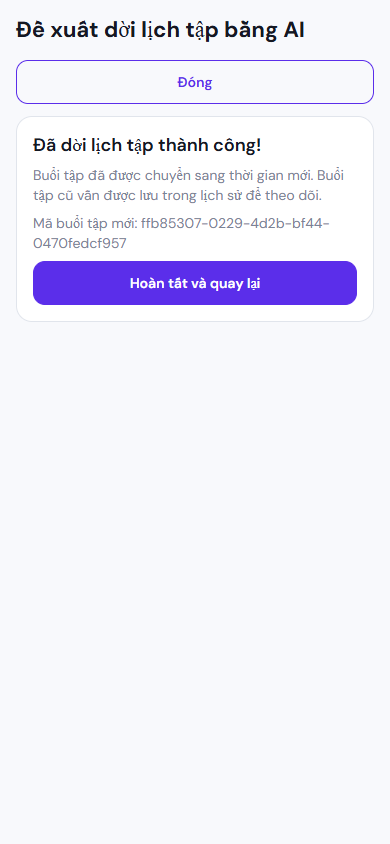 Đề xuất dời lịch tập bằng AI
Đóng
Đã dời lịch tập thành công!
Buổi tập đã được chuyển sang thời gian mới. Buổi
tập cũ vẫn được lưu trong lịch sử để theo dõi.
Mã buổi tập mới: ffb85307-0229-4d2b-bf44-
0470fedcf957
Hoàn tất và quay lại